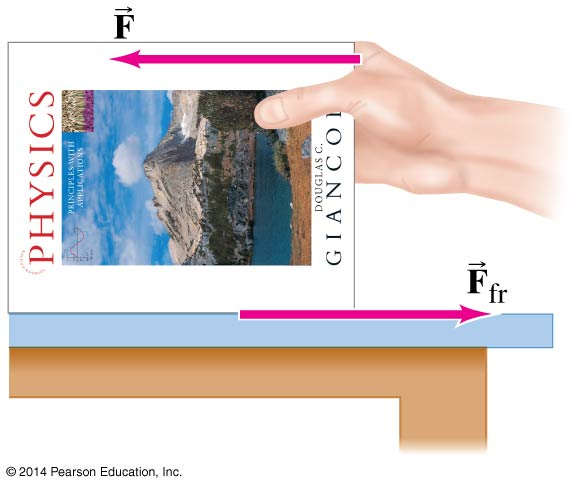 F
PHYSICS
PRINCIPLES WITH
APPLICATIONS
DOUGLAS C.
GIANCOL
F fr
© 2014 Pearson Education, Inc.